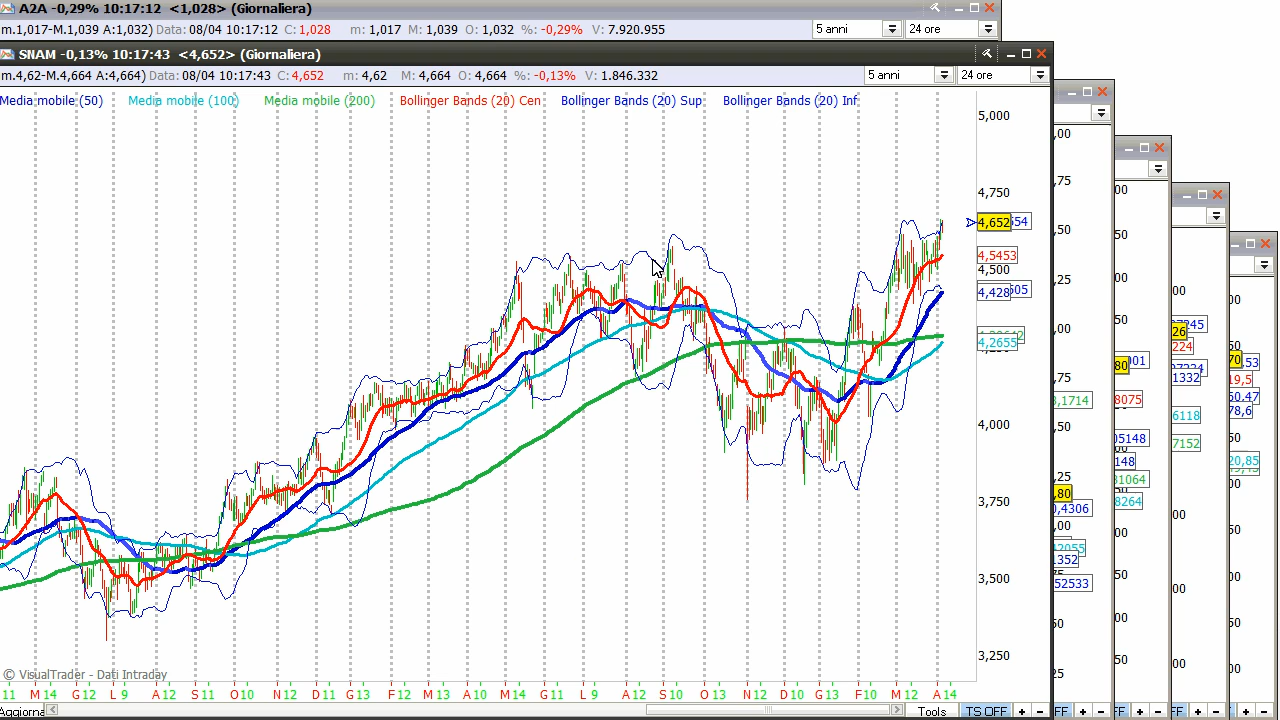 A2A -0,29% 10:17:12 <1,028> (Giornaliera)
m.1,017-M.1,039 A:1,032) Data: 08/04 10:17:12 C: 1,028 m: 1,017 M: 1,039 O: 1,032 %: -0,29% V: 7.920.955 5 anni 24 ore
SNAM -0,13% 10:17:43 <4,652> (Giornaliera)
m.4,62-M.4,664 A:4,664) Data: 08/04 10:17:43 C: 4,652 m: 4,62 M: 4,664 O: 4,664 %: -0,13% V: 1.846.332 5 anni 24 ore
Media mobile (50) Media mobile (100) Media mobile (200) Bollinger Bands (20) Cen Bollinger Bands (20) Sup Bollinger Bands (20) Inf
5,000
4,750
4,652
4,5453
4,500
4,428
4,2655
4,000
3,750
3,500
3,250
© VisualTrader - Dati Intraday
11 M 14 G 12 L 9 A 12 S 11 O 10 N 12 D 11 G 13 F 12 M 13 A 10 M 14 G 11 L 9 A 12 S 10 O 13 N 12 D 10 G 13 F 10 M 12 A 14
Aggiorna Tools TS OFF + -